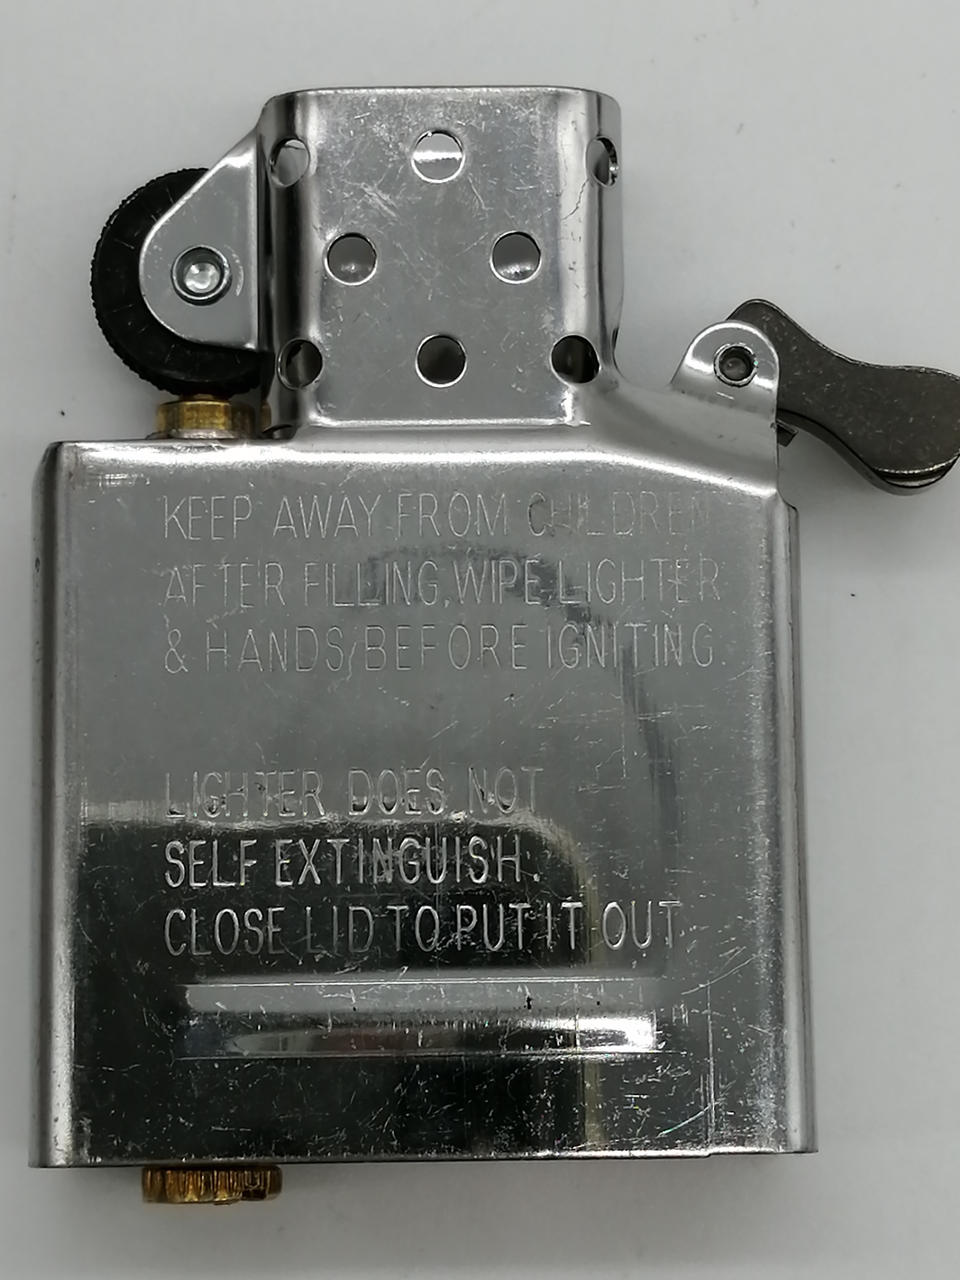 KEEP AWAY FROM CHILDREN
AFTER FILLING, WIPE LIGHTER
& HANDS BEFORE IGNITING.
LIGHTER DOES NOT
SELF EXTINGUISH.
CLOSE LID TO PUT IT OUT.